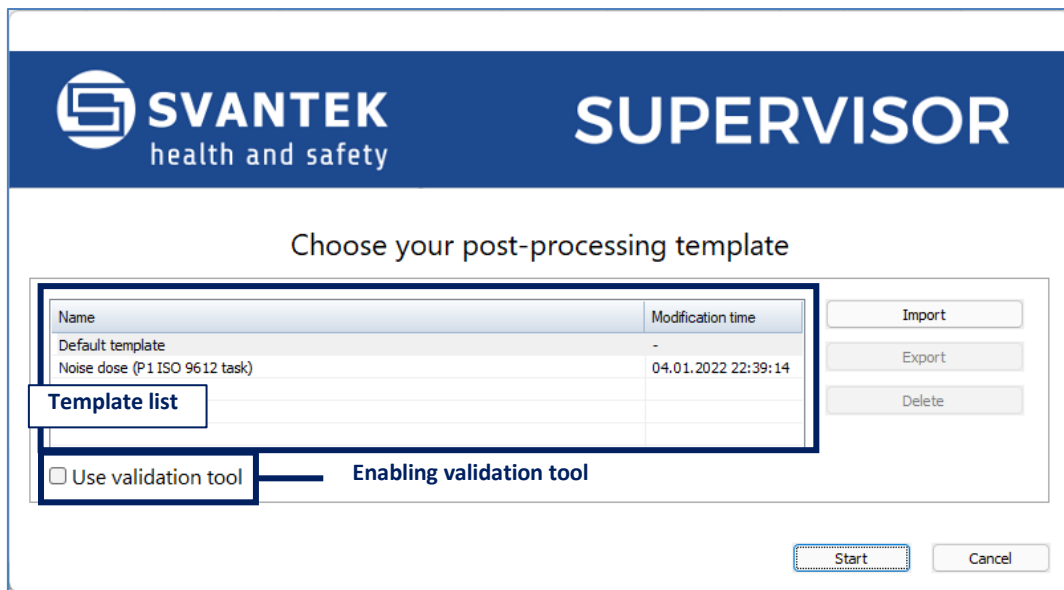 SVANTEK
health and safety
SUPERVISOR
Choose your post-processing template
Name Modification time
Default template -
Noise dose (P1 ISO 9612 task) 04.01.2022 22:39:14
Template list
Import
Export
Delete
Use validation tool
Enabling validation tool
Start Cancel